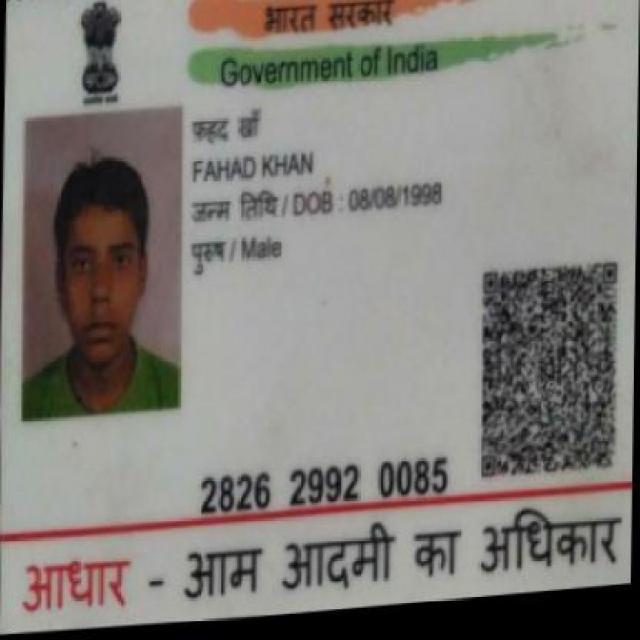 भारत सरकार
Government of India
फहद खाँ
FAHAD KHAN
जन्म तिथि / DOB : 08/08/1998
पुरुष / Male
2826 2992 0085
आधार - आम आदमी का अधिकार